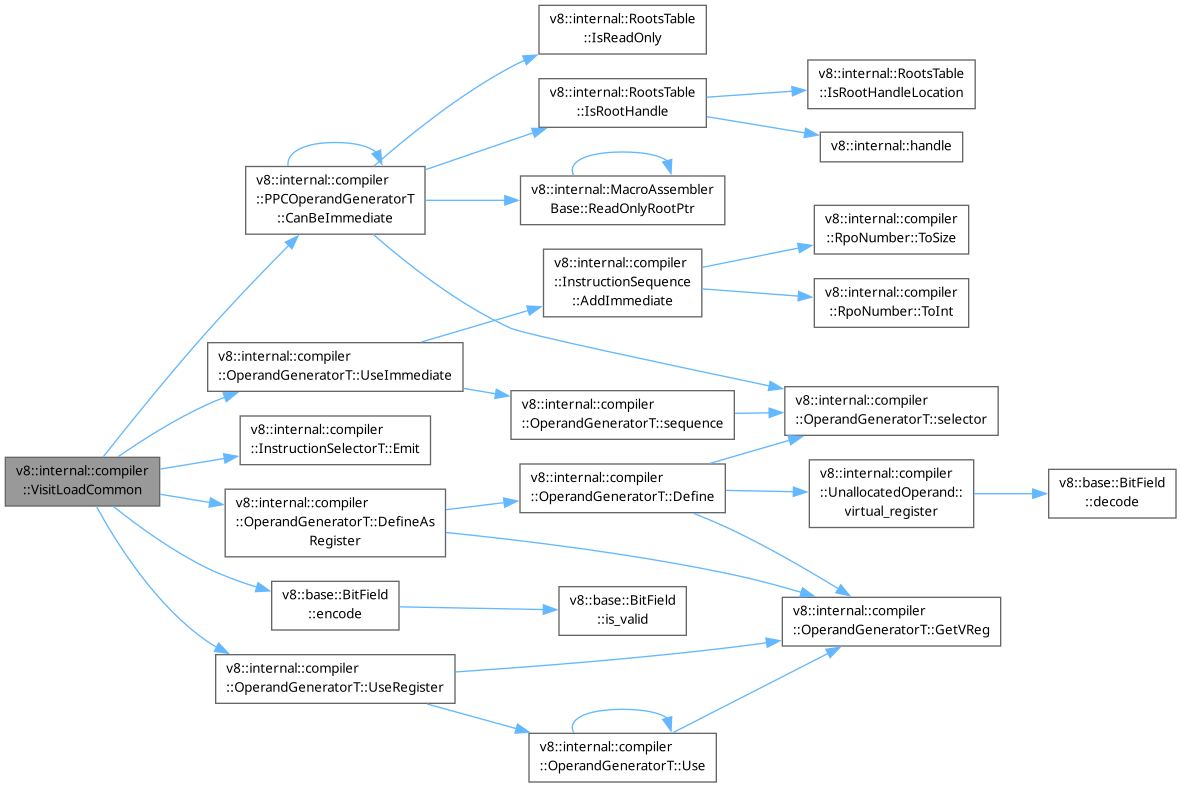 v8::internal::compiler
::VisitLoadCommon
v8::internal::compiler
::PPCOperandGeneratorT
::CanBeImmediate
v8::internal::RootsTable
::IsReadOnly
v8::internal::RootsTable
::IsRootHandle
v8::internal::RootsTable
::IsRootHandleLocation
v8::internal::handle
v8::internal::MacroAssembler
Base::ReadOnlyRootPtr
v8::internal::compiler
::OperandGeneratorT::UseImmediate
v8::internal::compiler
::InstructionSequence
::AddImmediate
v8::internal::compiler
::RpoNumber::ToSize
v8::internal::compiler
::RpoNumber::ToInt
v8::internal::compiler
::OperandGeneratorT::sequence
v8::internal::compiler
::OperandGeneratorT::selector
v8::internal::compiler
::InstructionSelectorT::Emit
v8::internal::compiler
::OperandGeneratorT::DefineAs
Register
v8::internal::compiler
::OperandGeneratorT::Define
v8::internal::compiler
::UnallocatedOperand::
virtual_register
v8::base::BitField
::decode
v8::base::BitField
::encode
v8::base::BitField
::is_valid
v8::internal::compiler
::OperandGeneratorT::GetVReg
v8::internal::compiler
::OperandGeneratorT::UseRegister
v8::internal::compiler
::OperandGeneratorT::Use